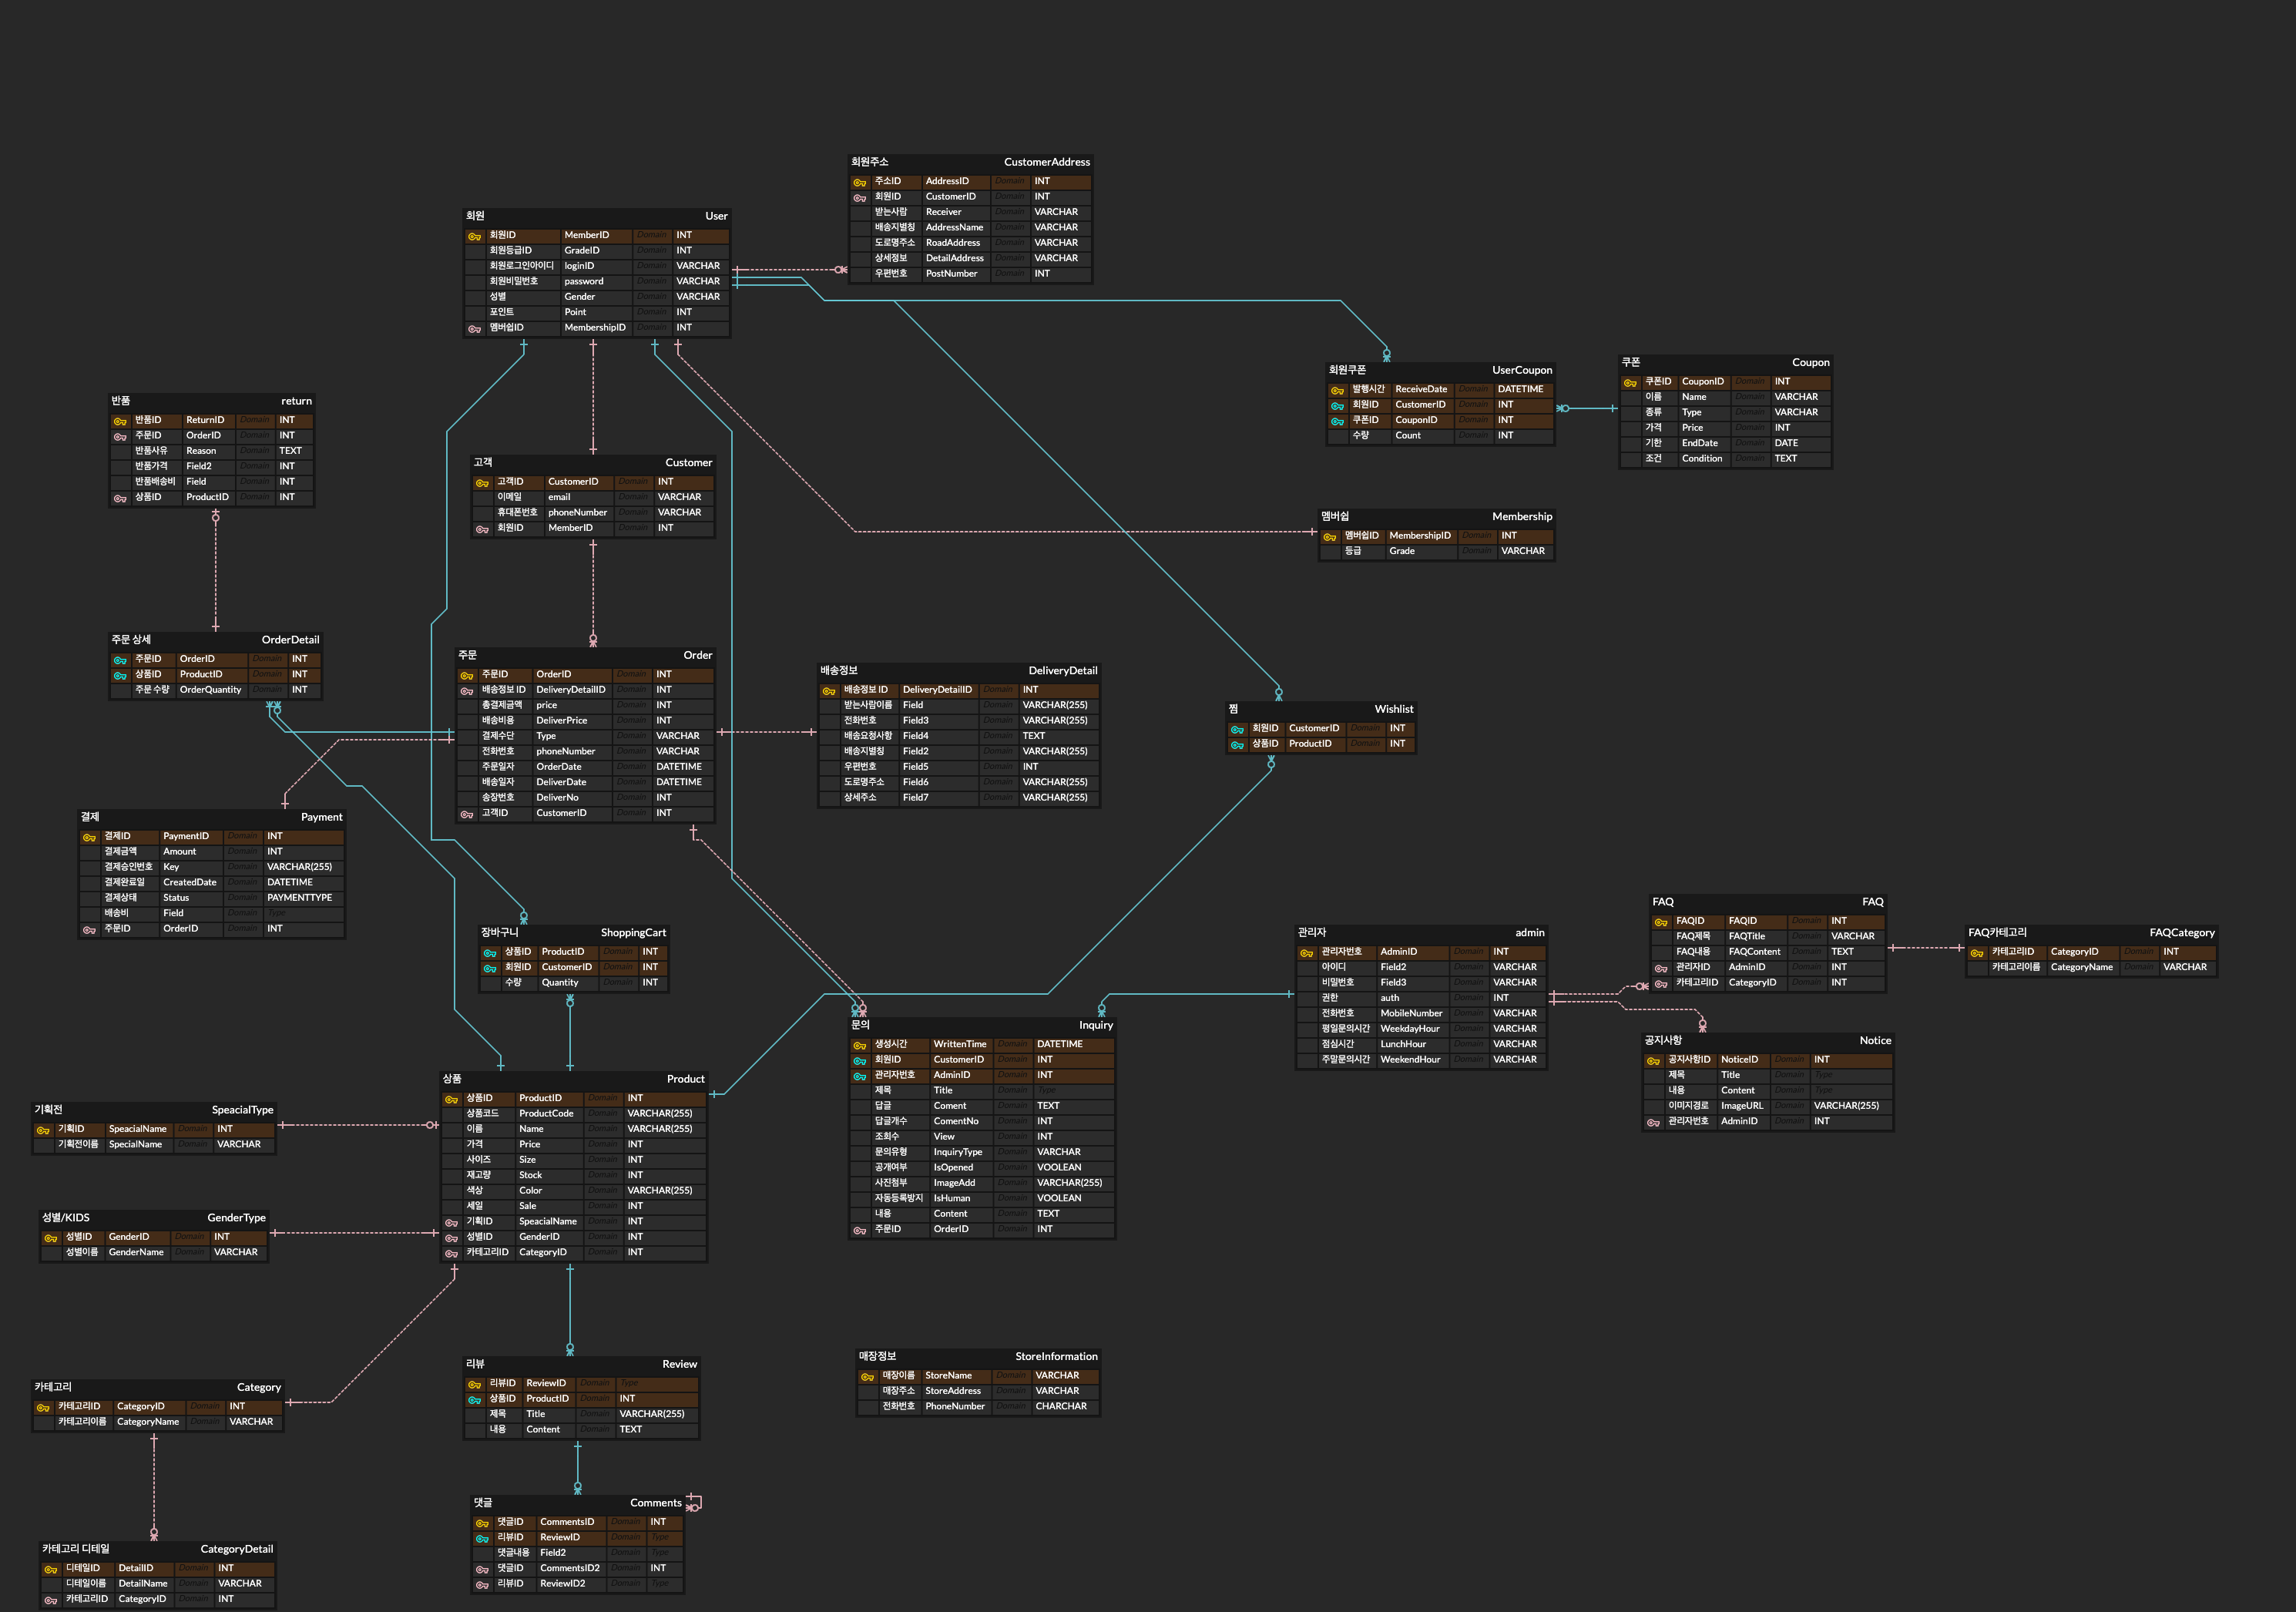 회원주소 CustomerAddress
주소ID AddressID Domain INT
회원ID CustomerID Domain INT
받는사람 Receiver Domain VARCHAR
배송지별칭 AddressName Domain VARCHAR
도로명주소 RoadAddress Domain VARCHAR
상세정보 DetailAddress Domain VARCHAR
우편번호 PostNumber Domain INT
회원 User
회원ID MemberID Domain INT
회원등급ID GradeID Domain INT
회원로그인아이디 loginID Domain VARCHAR
회원비밀번호 password Domain VARCHAR
성별 Gender Domain VARCHAR
포인트 Point Domain INT
멤버쉽ID MembershipID Domain INT
회원쿠폰 UserCoupon
발행시간 ReceiveDate Domain DATETIME
회원ID CustomerID Domain INT
쿠폰ID CouponID Domain INT
수량 Count Domain INT
쿠폰 Coupon
쿠폰ID CouponID Domain INT
이름 Name Domain VARCHAR
종류 Type Domain VARCHAR
가격 Price Domain INT
기한 EndDate Domain DATE
조건 Condition Domain TEXT
반품 return
반품ID ReturnID Domain INT
주문ID OrderID Domain INT
반품사유 Reason Domain TEXT
반품가격 Field2 Domain INT
반품배송비 Field Domain INT
상품ID ProductID Domain INT
고객 Customer
고객ID CustomerID Domain INT
이메일 email Domain VARCHAR
휴대폰번호 phoneNumber Domain VARCHAR
회원ID MemberID Domain INT
멤버쉽 Membership
멤버쉽ID MembershipID Domain INT
등급 Grade Domain VARCHAR
주문 상세 OrderDetail
주문ID OrderID Domain INT
상품ID ProductID Domain INT
주문 수량 OrderQuantity Domain INT
주문 Order
주문ID OrderID Domain INT
배송정보 ID DeliveryDetailID Domain INT
총결제금액 price Domain INT
배송비용 DeliverPrice Domain INT
결제수단 Type Domain VARCHAR
전화번호 phoneNumber Domain VARCHAR
주문일자 OrderDate Domain DATETIME
배송일자 DeliverDate Domain DATETIME
송장번호 DeliverNo Domain INT
고객ID CustomerID Domain INT
배송정보 DeliveryDetail
배송정보 ID DeliveryDetailID Domain INT
받는사람이름 Field Domain VARCHAR(255)
전화번호 Field3 Domain VARCHAR(255)
배송요청사항 Field4 Domain TEXT
배송지별칭 Field2 Domain VARCHAR(255)
우편번호 Field5 Domain INT
도로명주소 Field6 Domain VARCHAR(255)
상세주소 Field7 Domain VARCHAR(255)
찜 Wishlist
회원ID CustomerID Domain INT
상품ID ProductID Domain INT
결제 Payment
결제ID PaymentID Domain INT
결제금액 Amount Domain INT
결제승인번호 Key Domain VARCHAR(255)
결제완료일 CreatedDate Domain DATETIME
결제상태 Status Domain PAYMENTTYPE
배송비 Field Domain Type
주문ID OrderID Domain INT
장바구니 ShoppingCart
상품ID ProductID Domain INT
회원ID CustomerID Domain INT
수량 Quantity Domain INT
관리자 admin
관리자번호 AdminID Domain INT
아이디 Field2 Domain VARCHAR
비밀번호 Field3 Domain VARCHAR
권한 auth Domain INT
전화번호 MobileNumber Domain VARCHAR
평일문의시간 WeekdayHour Domain VARCHAR
점심시간 LunchHour Domain VARCHAR
주말문의시간 WeekendHour Domain VARCHAR
FAQ FAQ
FAQID FAQID Domain INT
FAQ제목 FAQTitle Domain VARCHAR
FAQ내용 FAQContent Domain TEXT
관리자ID AdminID Domain INT
카테고리ID CategoryID Domain INT
FAQ카테고리 FAQCategory
카테고리ID CategoryID Domain INT
카테고리이름 CategoryName Domain VARCHAR
문의 Inquiry
생성시간 WrittenTime Domain DATETIME
회원ID CustomerID Domain INT
관리자번호 AdminID Domain INT
제목 Title Domain Type
답글 Coment Domain TEXT
답글개수 ComentNo Domain INT
조회수 View Domain INT
문의유형 InquiryType Domain VARCHAR
공개여부 IsOpened Domain VOOLEAN
사진첨부 ImageAdd Domain VARCHAR(255)
자동등록방지 IsHuman Domain VOOLEAN
내용 Content Domain TEXT
주문ID OrderID Domain INT
공지사항 Notice
공지사항ID NoticeID Domain INT
제목 Title Domain Type
내용 Content Domain Type
이미지경로 ImageURL Domain VARCHAR(255)
관리자번호 AdminID Domain INT
상품 Product
상품ID ProductID Domain INT
상품코드 ProductCode Domain VARCHAR(255)
이름 Name Domain VARCHAR(255)
가격 Price Domain INT
사이즈 Size Domain INT
재고량 Stock Domain INT
색상 Color Domain VARCHAR(255)
세일 Sale Domain INT
기획ID SpeacialName Domain INT
성별ID GenderID Domain INT
카테고리ID CategoryID Domain INT
기획전 SpeacialType
기획ID SpeacialName Domain INT
기획전이름 SpecialName Domain VARCHAR
성별/KIDS GenderType
성별ID GenderID Domain INT
성별이름 GenderName Domain VARCHAR
리뷰 Review
리뷰ID ReviewID Domain Type
상품ID ProductID Domain INT
제목 Title Domain VARCHAR(255)
내용 Content Domain TEXT
매장정보 StoreInformation
매장이름 StoreName Domain VARCHAR
매장주소 StoreAddress Domain VARCHAR
전화번호 PhoneNumber Domain CHARCHAR
카테고리 Category
카테고리ID CategoryID Domain INT
카테고리이름 CategoryName Domain VARCHAR
댓글 Comments
댓글ID CommentsID Domain INT
리뷰ID ReviewID Domain Type
댓글내용 Field2 Domain Type
댓글ID CommentsID2 Domain INT
리뷰ID ReviewID2 Domain Type
카테고리 디테일 CategoryDetail
디테일ID DetailID Domain INT
디테일이름 DetailName Domain VARCHAR
카테고리ID CategoryID Domain INT